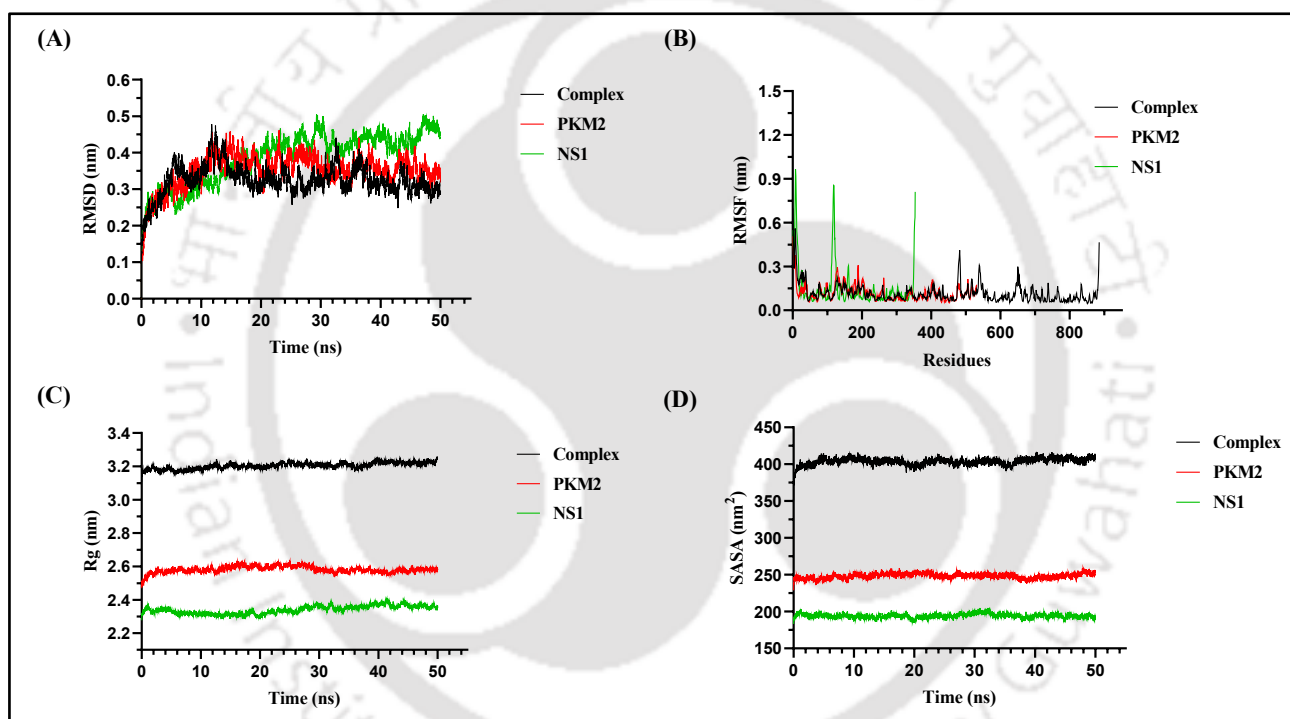 (A)
RMSD (nm)
0.6
0.5
0.4
0.3
0.2
0.1
0.0
0 10 20 30 40 50
Time (ns)
Complex
PKM2
NS1
(B)
RMSF (nm)
1.5
1.2
0.9
0.6
0.3
0.0
0 200 400 600 800
Residues
Complex
PKM2
NS1
(C)
Rg (nm)
3.4
3.2
3.0
2.8
2.6
2.4
2.2
0 10 20 30 40 50
Time (ns)
Complex
PKM2
NS1
(D)
SASA (nm²)
450
400
350
300
250
200
150
0 10 20 30 40 50
Time (ns)
Complex
PKM2
NS1
Indian
Guwahati